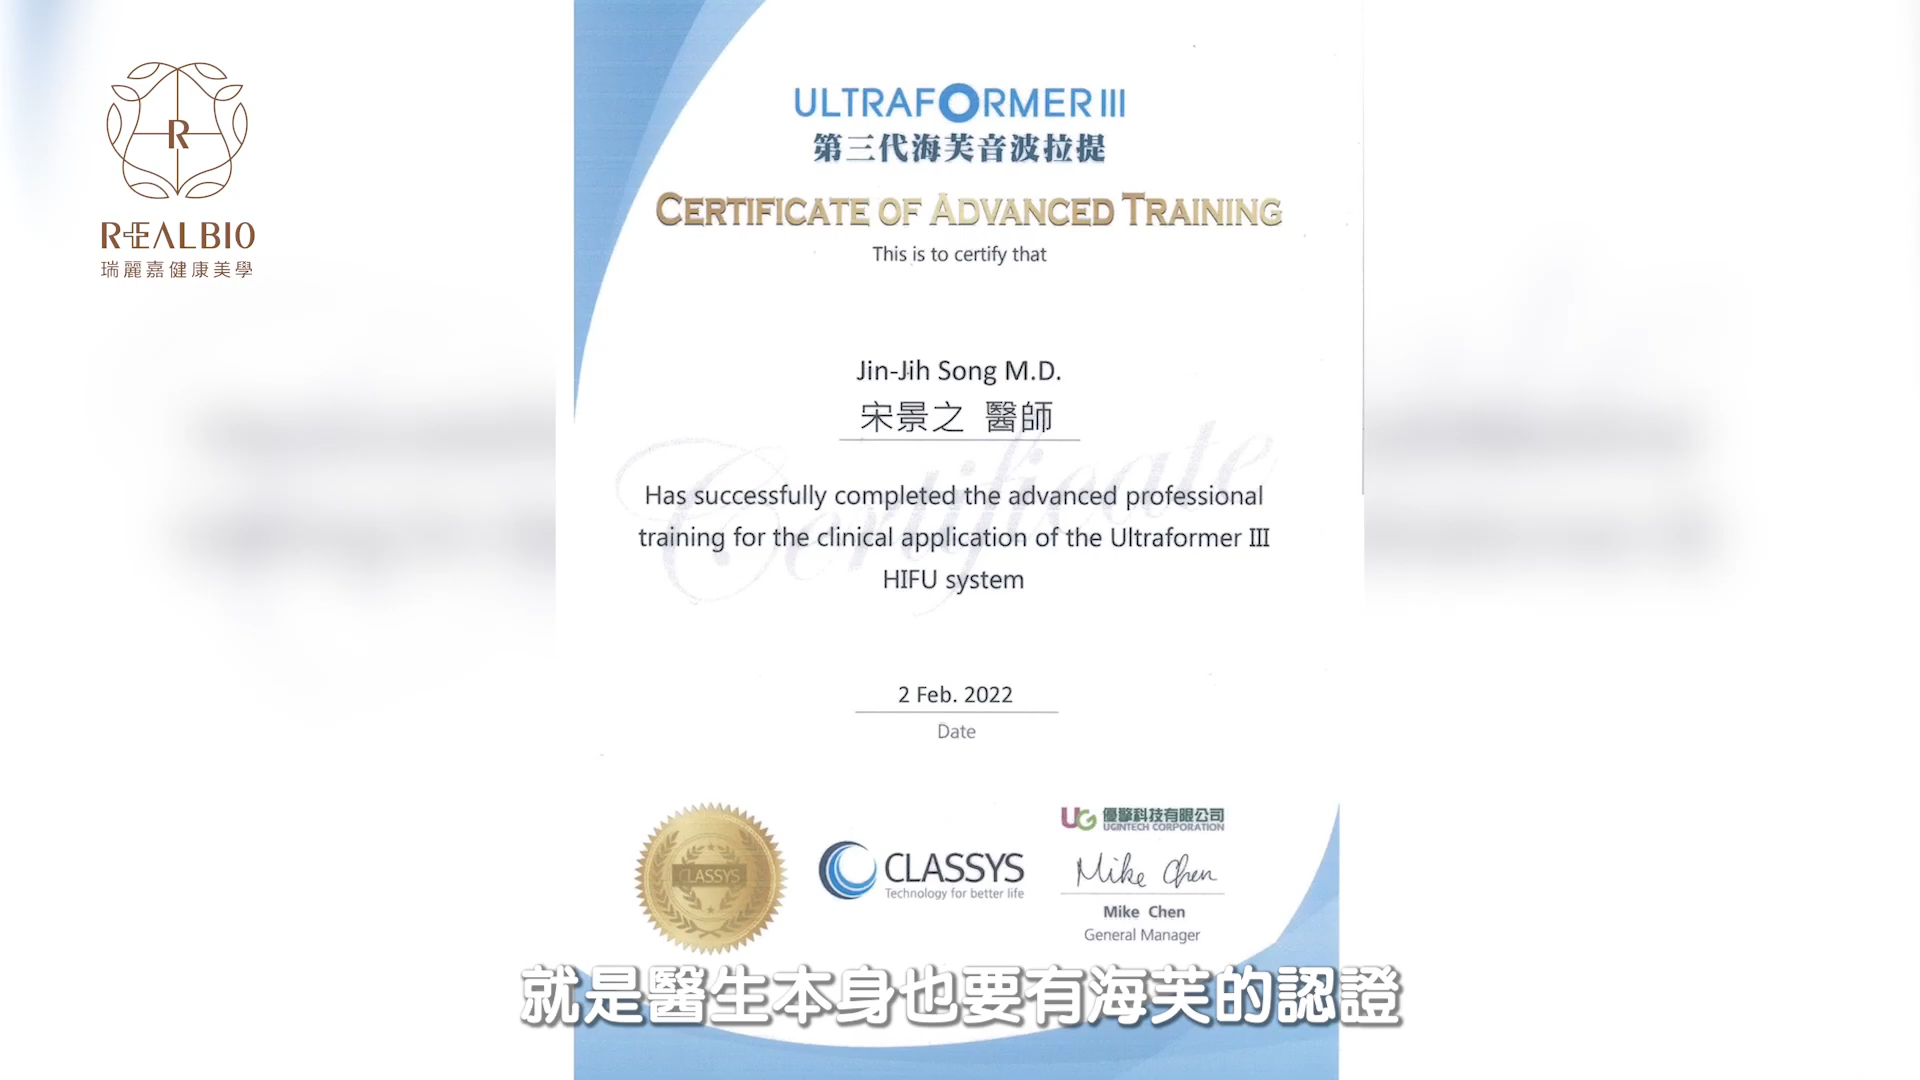 R
REALBIO
瑞麗嘉健康美學
ULTRAFORMER III
第三代海芙音波拉提
CERTIFICATE OF ADVANCED TRAINING
This is to certify that
Jin-Jih Song M.D.
宋景之 醫師
Certificate
Has successfully completed the advanced professional
training for the clinical application of the Ultraformer III
HIFU system
2 Feb. 2022
Date
CLASSYS
CLASSYS
Technology for better life
UG 優擎科技有限公司
UGINTECH CORPORATION
Mike Chen
Mike Chen
General Manager
就是醫生本身也要有海芙的認證